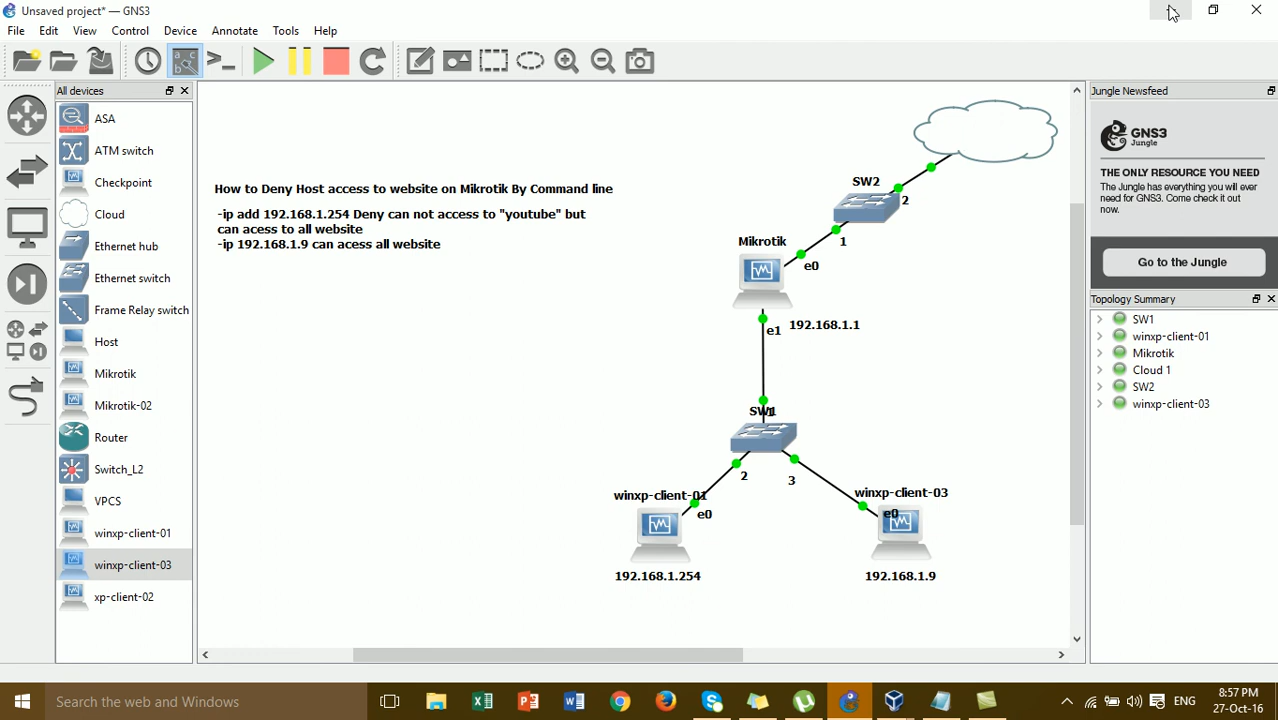 Unsaved project* — GNS3
File Edit View Control Device Annotate Tools Help
All devices
ASA
ATM switch
Checkpoint
Cloud
Ethernet hub
Ethernet switch
Frame Relay switch
Host
Mikrotik
Mikrotik-02
Router
Switch_L2
VPCS
winxp-client-01
winxp-client-03
xp-client-02
How to Deny Host access to website on Mikrotik By Command line
-ip add 192.168.1.254 Deny can not access to "youtube" but
can acess to all website
-ip 192.168.1.9 can acess all website
SW2
2
1
Mikrotik
e0
e1
192.168.1.1
SW1
1
2
3
winxp-client-01
e0
192.168.1.254
winxp-client-03
e0
192.168.1.9
Jungle Newsfeed
GNS3
Jungle
THE ONLY RESOURCE YOU NEED
The Jungle has everything you will ever
need for GNS3. Come check it out
now.
Go to the Jungle
Topology Summary
SW1
winxp-client-01
Mikrotik
Cloud 1
SW2
winxp-client-03
Search the web and Windows
ENG
8:57 PM
27-Oct-16